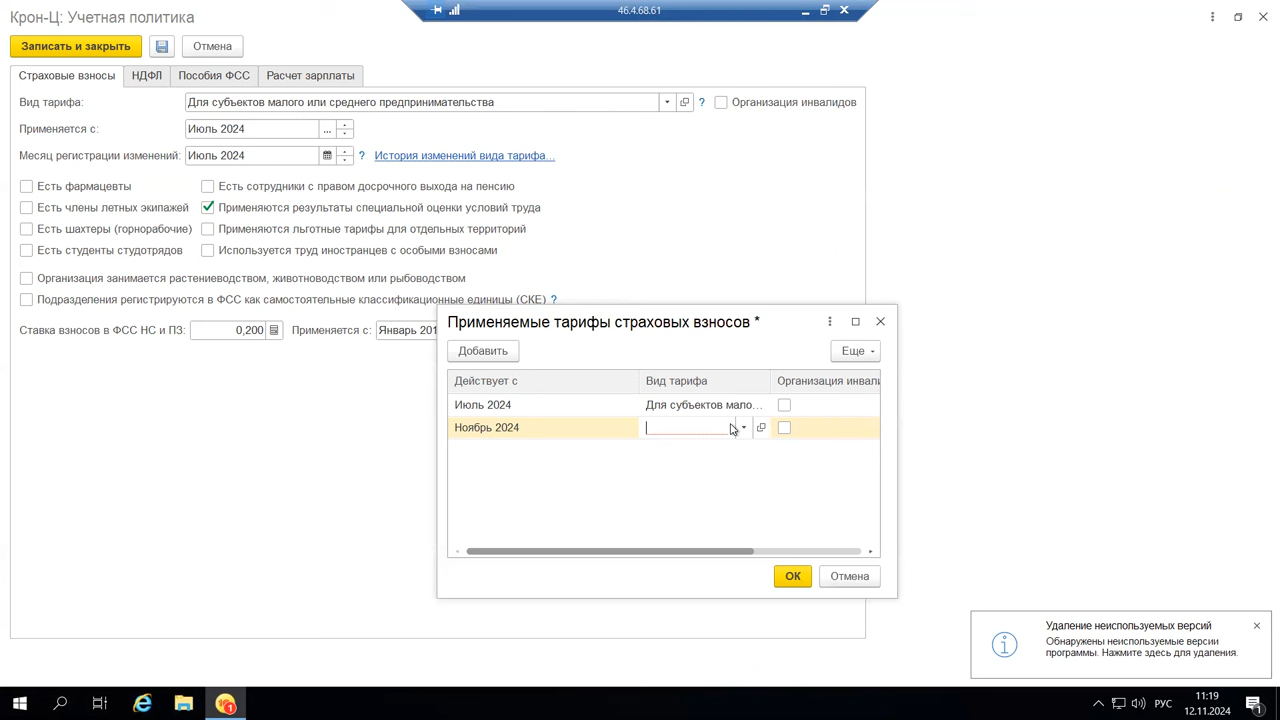 46.4.68.61
Крон-Ц: Учетная политика
Записать и закрыть
Отмена
Страховые взносы
НДФЛ
Пособия ФСС
Расчет зарплаты
Вид тарифа:
Для субъектов малого или среднего предпринимательства
?
Организация инвалидов
Применяется с:
Июль 2024
...
Месяц регистрации изменений:
Июль 2024
?
История изменений вида тарифа...
Есть фармацевты
Есть сотрудники с правом досрочного выхода на пенсию
Есть члены летных экипажей
Применяются результаты специальной оценки условий труда
Есть шахтеры (горнорабочие)
Применяются льготные тарифы для отдельных территорий
Есть студенты студотрядов
Используется труд иностранцев с особыми взносами
Организация занимается растениеводством, животноводством или рыбоводством
Подразделения регистрируются в ФСС как самостоятельные классификационные единицы (СКЕ)
?
Ставка взносов в ФСС НС и ПЗ:
0,200
Применяется с:
Январь 201
Применяемые тарифы страховых взносов *
Добавить
Еще
Действует с
Вид тарифа
Организация инвали
Июль 2024
Для субъектов мало...
Ноябрь 2024
ОК
Отмена
Удаление неиспользуемых версий
Обнаружены неиспользуемые версии
программы. Нажмите здесь для удаления.
1
РУС
11:19
12.11.2024
1